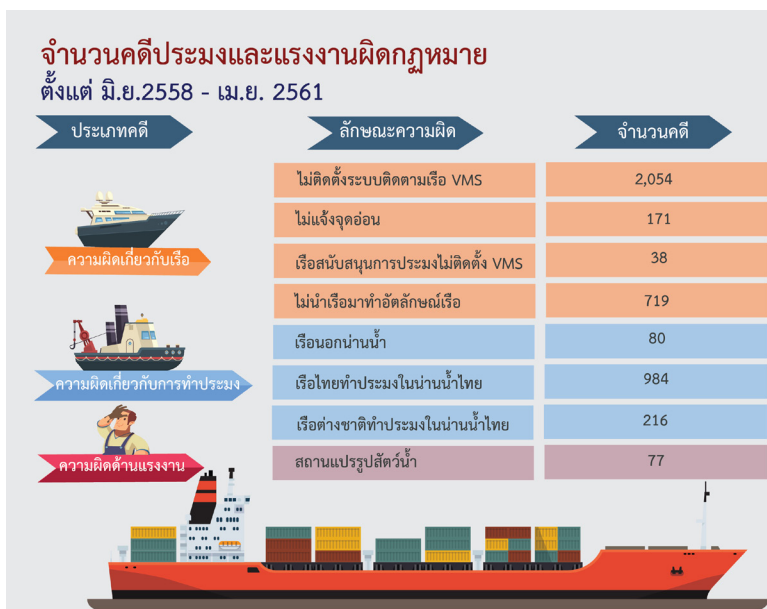 จำนวนคดีประมงและแรงงานผิดกฎหมาย
ตั้งแต่ มิ.ย.2558 - เม.ย. 2561
ประเภทคดี
ลักษณะความผิด
จำนวนคดี
ความผิดเกี่ยวกับเรือ
ไม่ติดตั้งระบบติดตามเรือ VMS
2,054
ไม่แจ้งจุดอ่อน
171
เรือสนับสนุนการประมงไม่ติดตั้ง VMS
38
ไม่นำเรือมาทำอัตลักษณ์เรือ
719
ความผิดเกี่ยวกับการทำประมง
เรือนอกน่านน้ำ
80
เรือไทยทำประมงในน่านน้ำไทย
984
เรือต่างชาติทำประมงในน่านน้ำไทย
216
ความผิดด้านแรงงาน
สถานแปรรูปสัตว์น้ำ
77